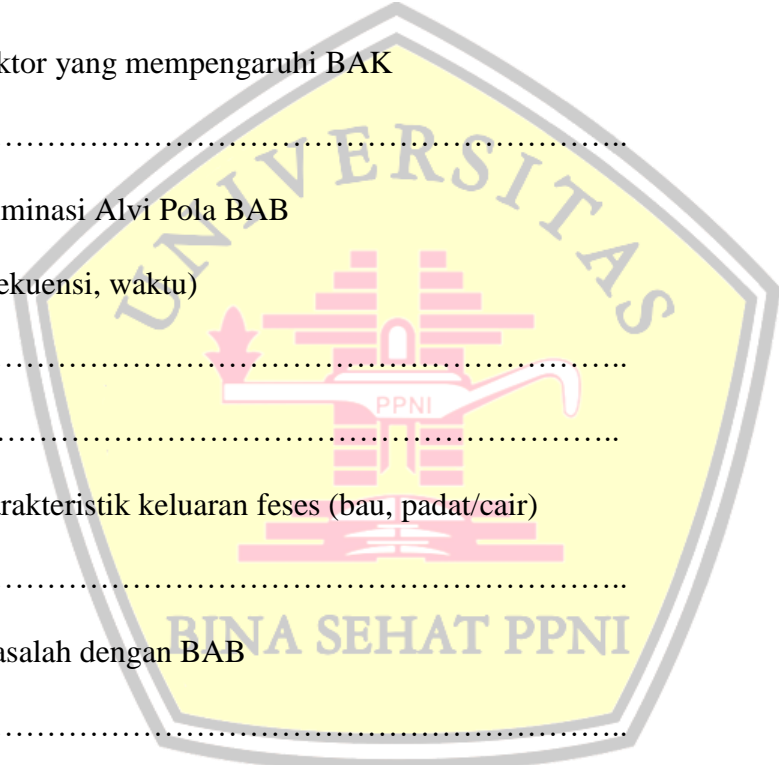 ktor yang mempengaruhi BAK
………………………………………………………..
UNIVERSITAS
minasi Alvi Pola BAB
ekuensi, waktu)
………………………………………………………..
PPNI
………………………………………………………..
rakteristik keluaran feses (bau, padat/cair)
………………………………………………………..
BINA SEHAT PPNI
asalah dengan BAB
………………………………………………………..